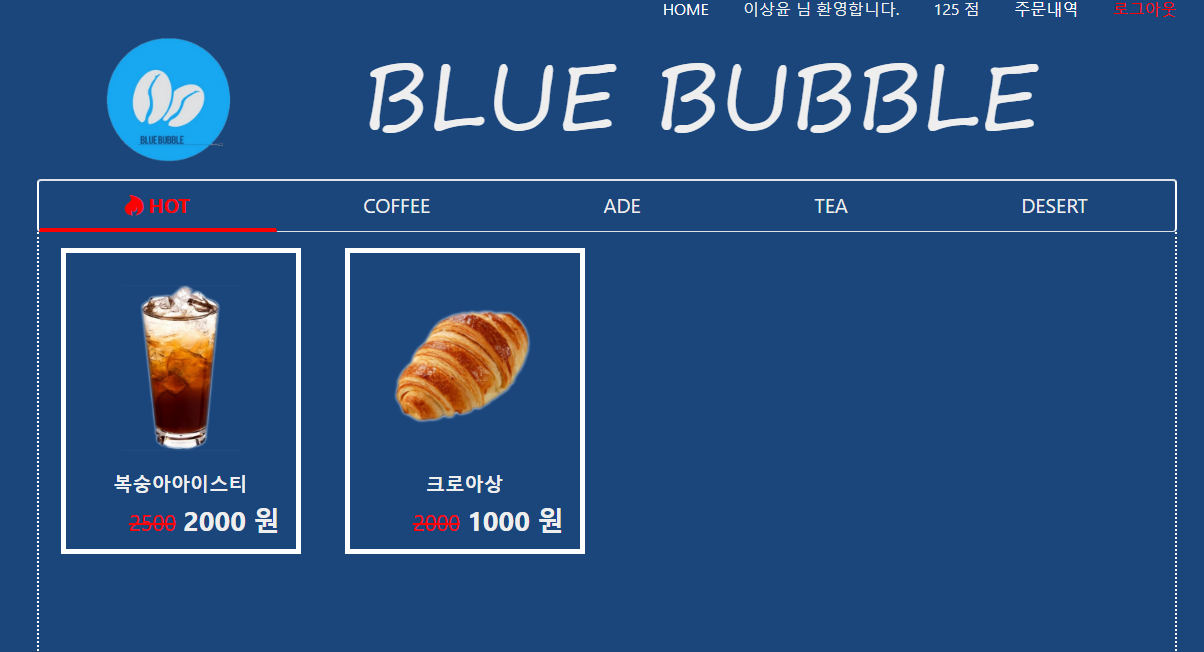 HOME 이상윤 님 환영합니다. 125 점 주문내역 로그아웃
BLUE BUBBLE
BLUE BUBBLE
HOT COFFEE ADE TEA DESERT
복숭아아이스티 크로아상
2500 2000 원 2000 1000 원